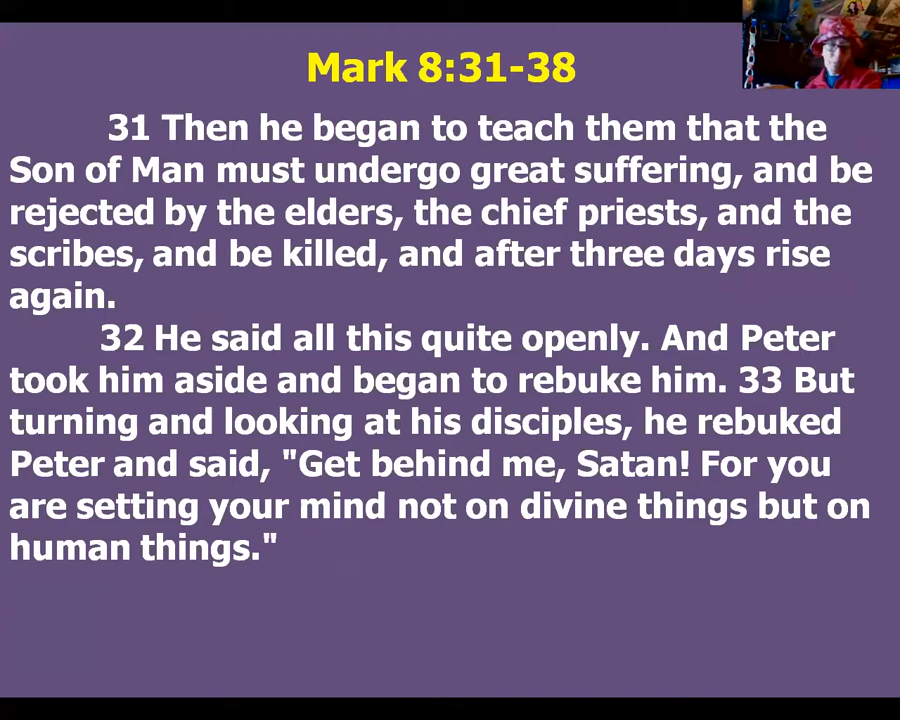 Mark 8:31-38
31 Then he began to teach them that the
Son of Man must undergo great suffering, and be
rejected by the elders, the chief priests, and the
scribes, and be killed, and after three days rise
again.
32 He said all this quite openly. And Peter
took him aside and began to rebuke him. 33 But
turning and looking at his disciples, he rebuked
Peter and said, "Get behind me, Satan! For you
are setting your mind not on divine things but on
human things."